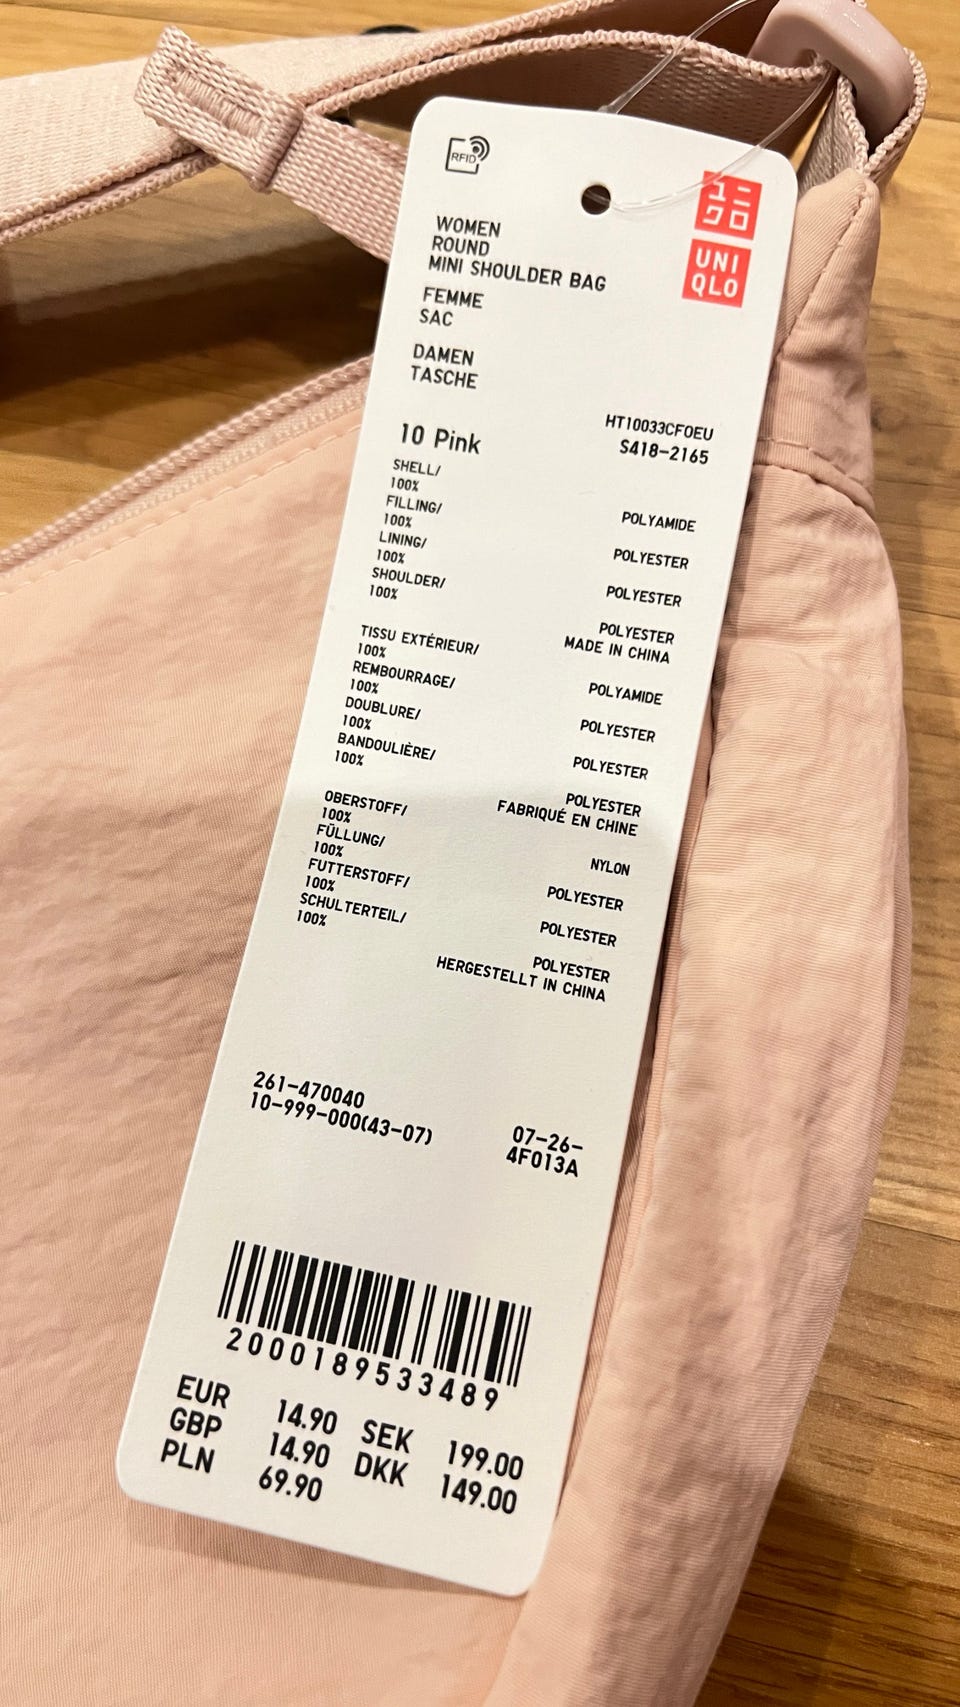 RFID
ユニ
クロ
UNI
QLO
WOMEN
ROUND
MINI SHOULDER BAG
FEMME
SAC
DAMEN
TASCHE
HT10033CF0EU
10 Pink S418-2165
SHELL/
100% POLYAMIDE
FILLING/
100% POLYESTER
LINING/
100% POLYESTER
SHOULDER/
100% POLYESTER
MADE IN CHINA
TISSU EXTÉRIEUR/
100% POLYAMIDE
REMBOURRAGE/
100% POLYESTER
DOUBLURE/
100% POLYESTER
BANDOULIÈRE/
100% POLYESTER
FABRIQUÉ EN CHINE
OBERSTOFF/
100% NYLON
FÜLLUNG/
100% POLYESTER
FUTTERSTOFF/
100% POLYESTER
SCHULTERTEIL/
100% POLYESTER
HERGESTELLT IN CHINA
261-470040
10-999-000(43-07) 07-26-
4F013A
2000189533489
EUR 14.90 SEK 199.00
GBP 14.90 DKK 149.00
PLN 69.90